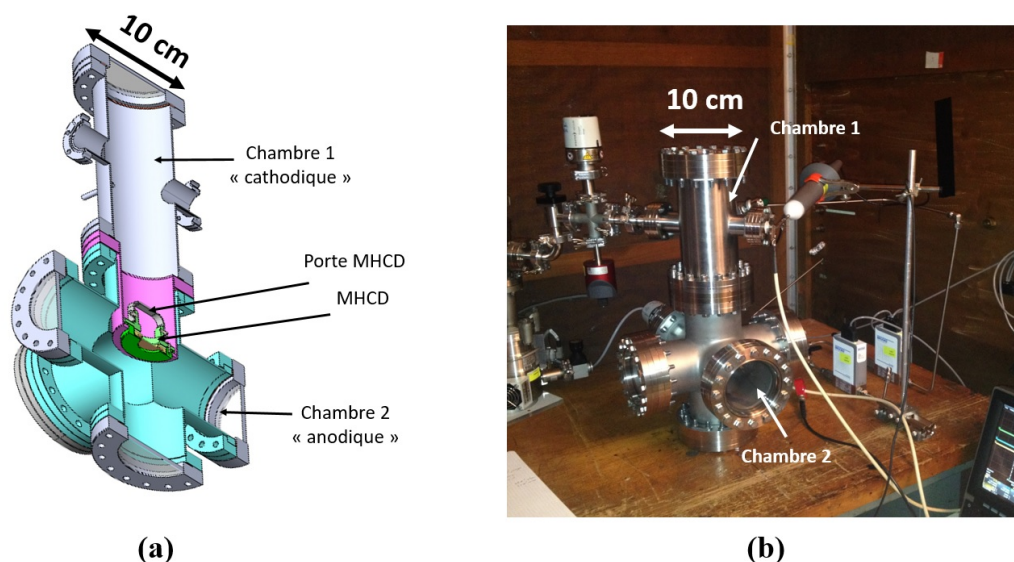 10 cm
Chambre 1
« cathodique »
Porte MHCD
MHCD
Chambre 2
« anodique »
(a)
10 cm
Chambre 1
Chambre 2
(b)